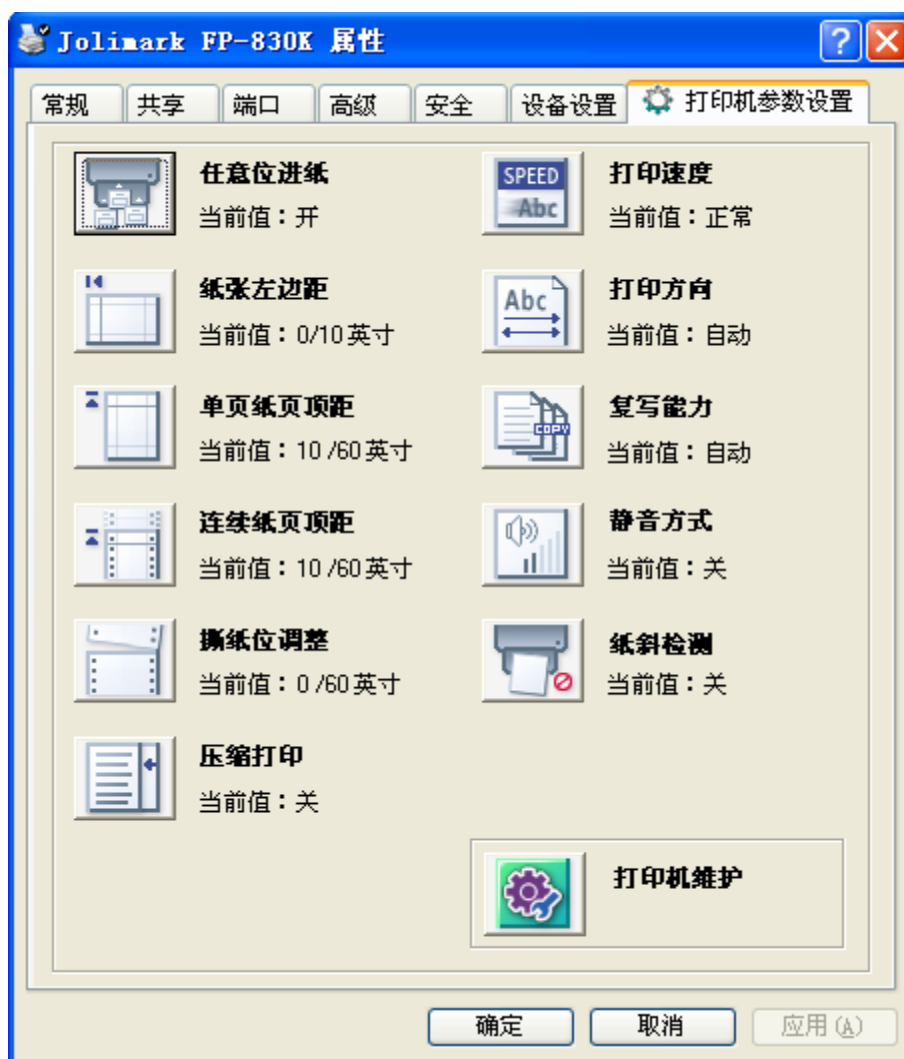 Jolimark FP-830K 属性
常规 共享 端口 高级 安全 设备设置 打印机参数设置
任意位进纸
当前值：开
纸张左边距
当前值：0/10英寸
单页纸页顶距
当前值：10 /60英寸
连续纸页顶距
当前值：10 /60英寸
撕纸位调整
当前值：0 /60英寸
压缩打印
当前值：关
SPEED
Abc
打印速度
当前值：正常
Abc
打印方向
当前值：自动
COPY
复写能力
当前值：自动
静音方式
当前值：关
纸斜检测
当前值：关
打印机维护
确定 取消 应用(A)